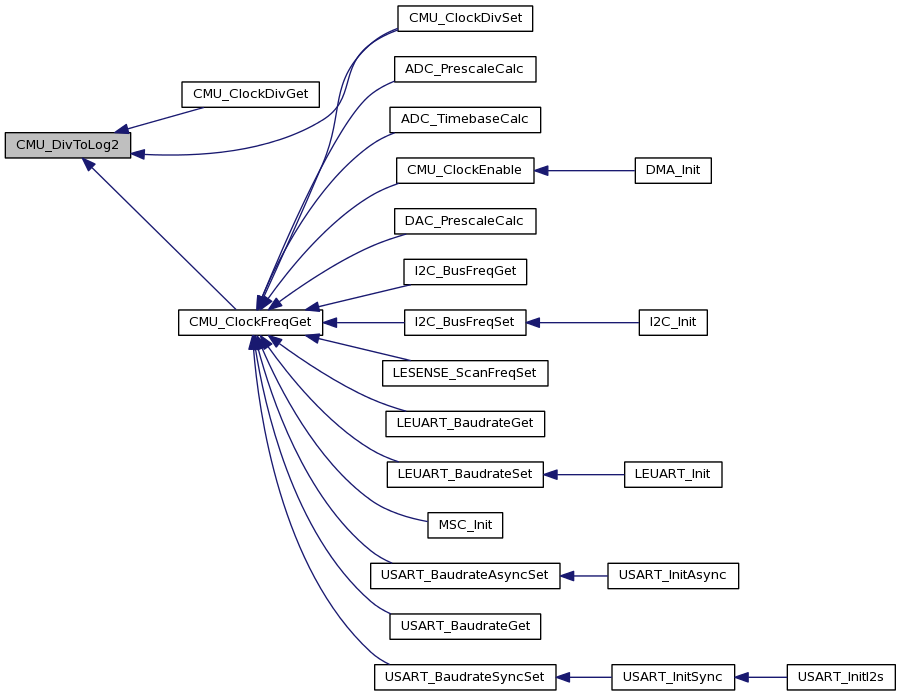 CMU_ClockDivSet
ADC_PrescaleCalc
CMU_ClockDivGet
ADC_TimebaseCalc
CMU_DivToLog2
CMU_ClockEnable
DMA_Init
DAC_PrescaleCalc
I2C_BusFreqGet
CMU_ClockFreqGet
I2C_BusFreqSet
I2C_Init
LESENSE_ScanFreqSet
LEUART_BaudrateGet
LEUART_BaudrateSet
LEUART_Init
MSC_Init
USART_BaudrateAsyncSet
USART_InitAsync
USART_BaudrateGet
USART_BaudrateSyncSet
USART_InitSync
USART_InitI2s